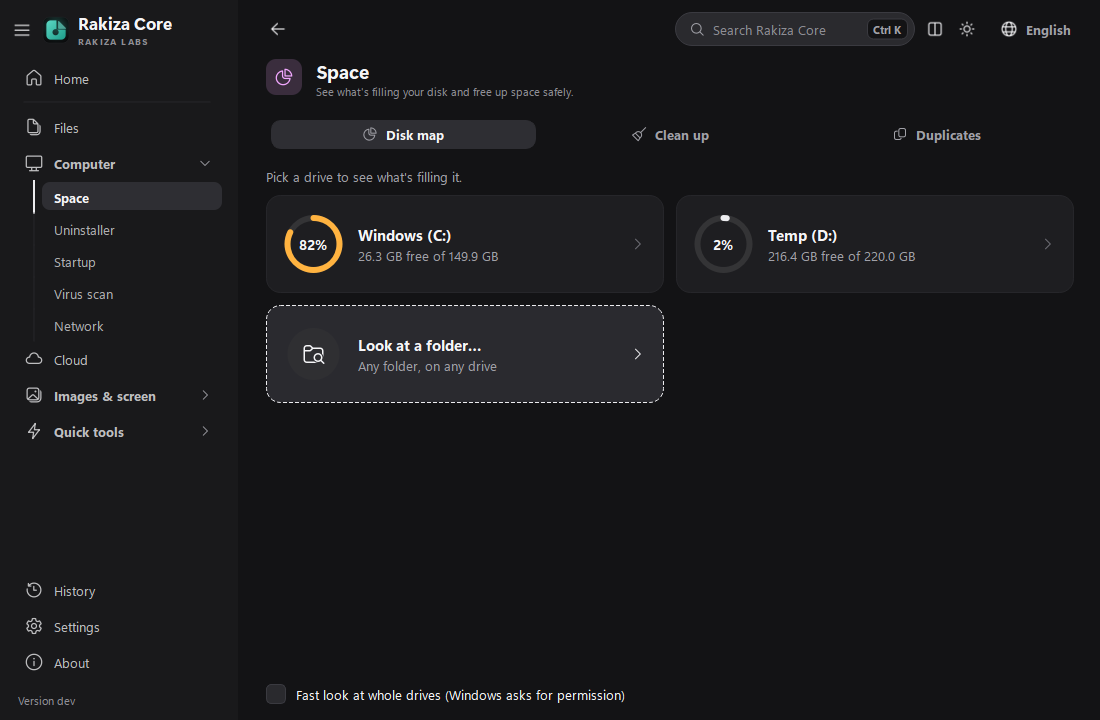 Rakiza Core
RAKIZA LABS
Search Rakiza Core
Ctrl K
English
Home
Files
Computer
Space
Uninstaller
Startup
Virus scan
Network
Cloud
Images & screen
Quick tools
History
Settings
About
Version dev
Space
See what's filling your disk and free up space safely.
Disk map
Clean up
Duplicates
Pick a drive to see what's filling it.
82%
Windows (C:)
26.3 GB free of 149.9 GB
2%
Temp (D:)
216.4 GB free of 220.0 GB
Look at a folder...
Any folder, on any drive
Fast look at whole drives (Windows asks for permission)